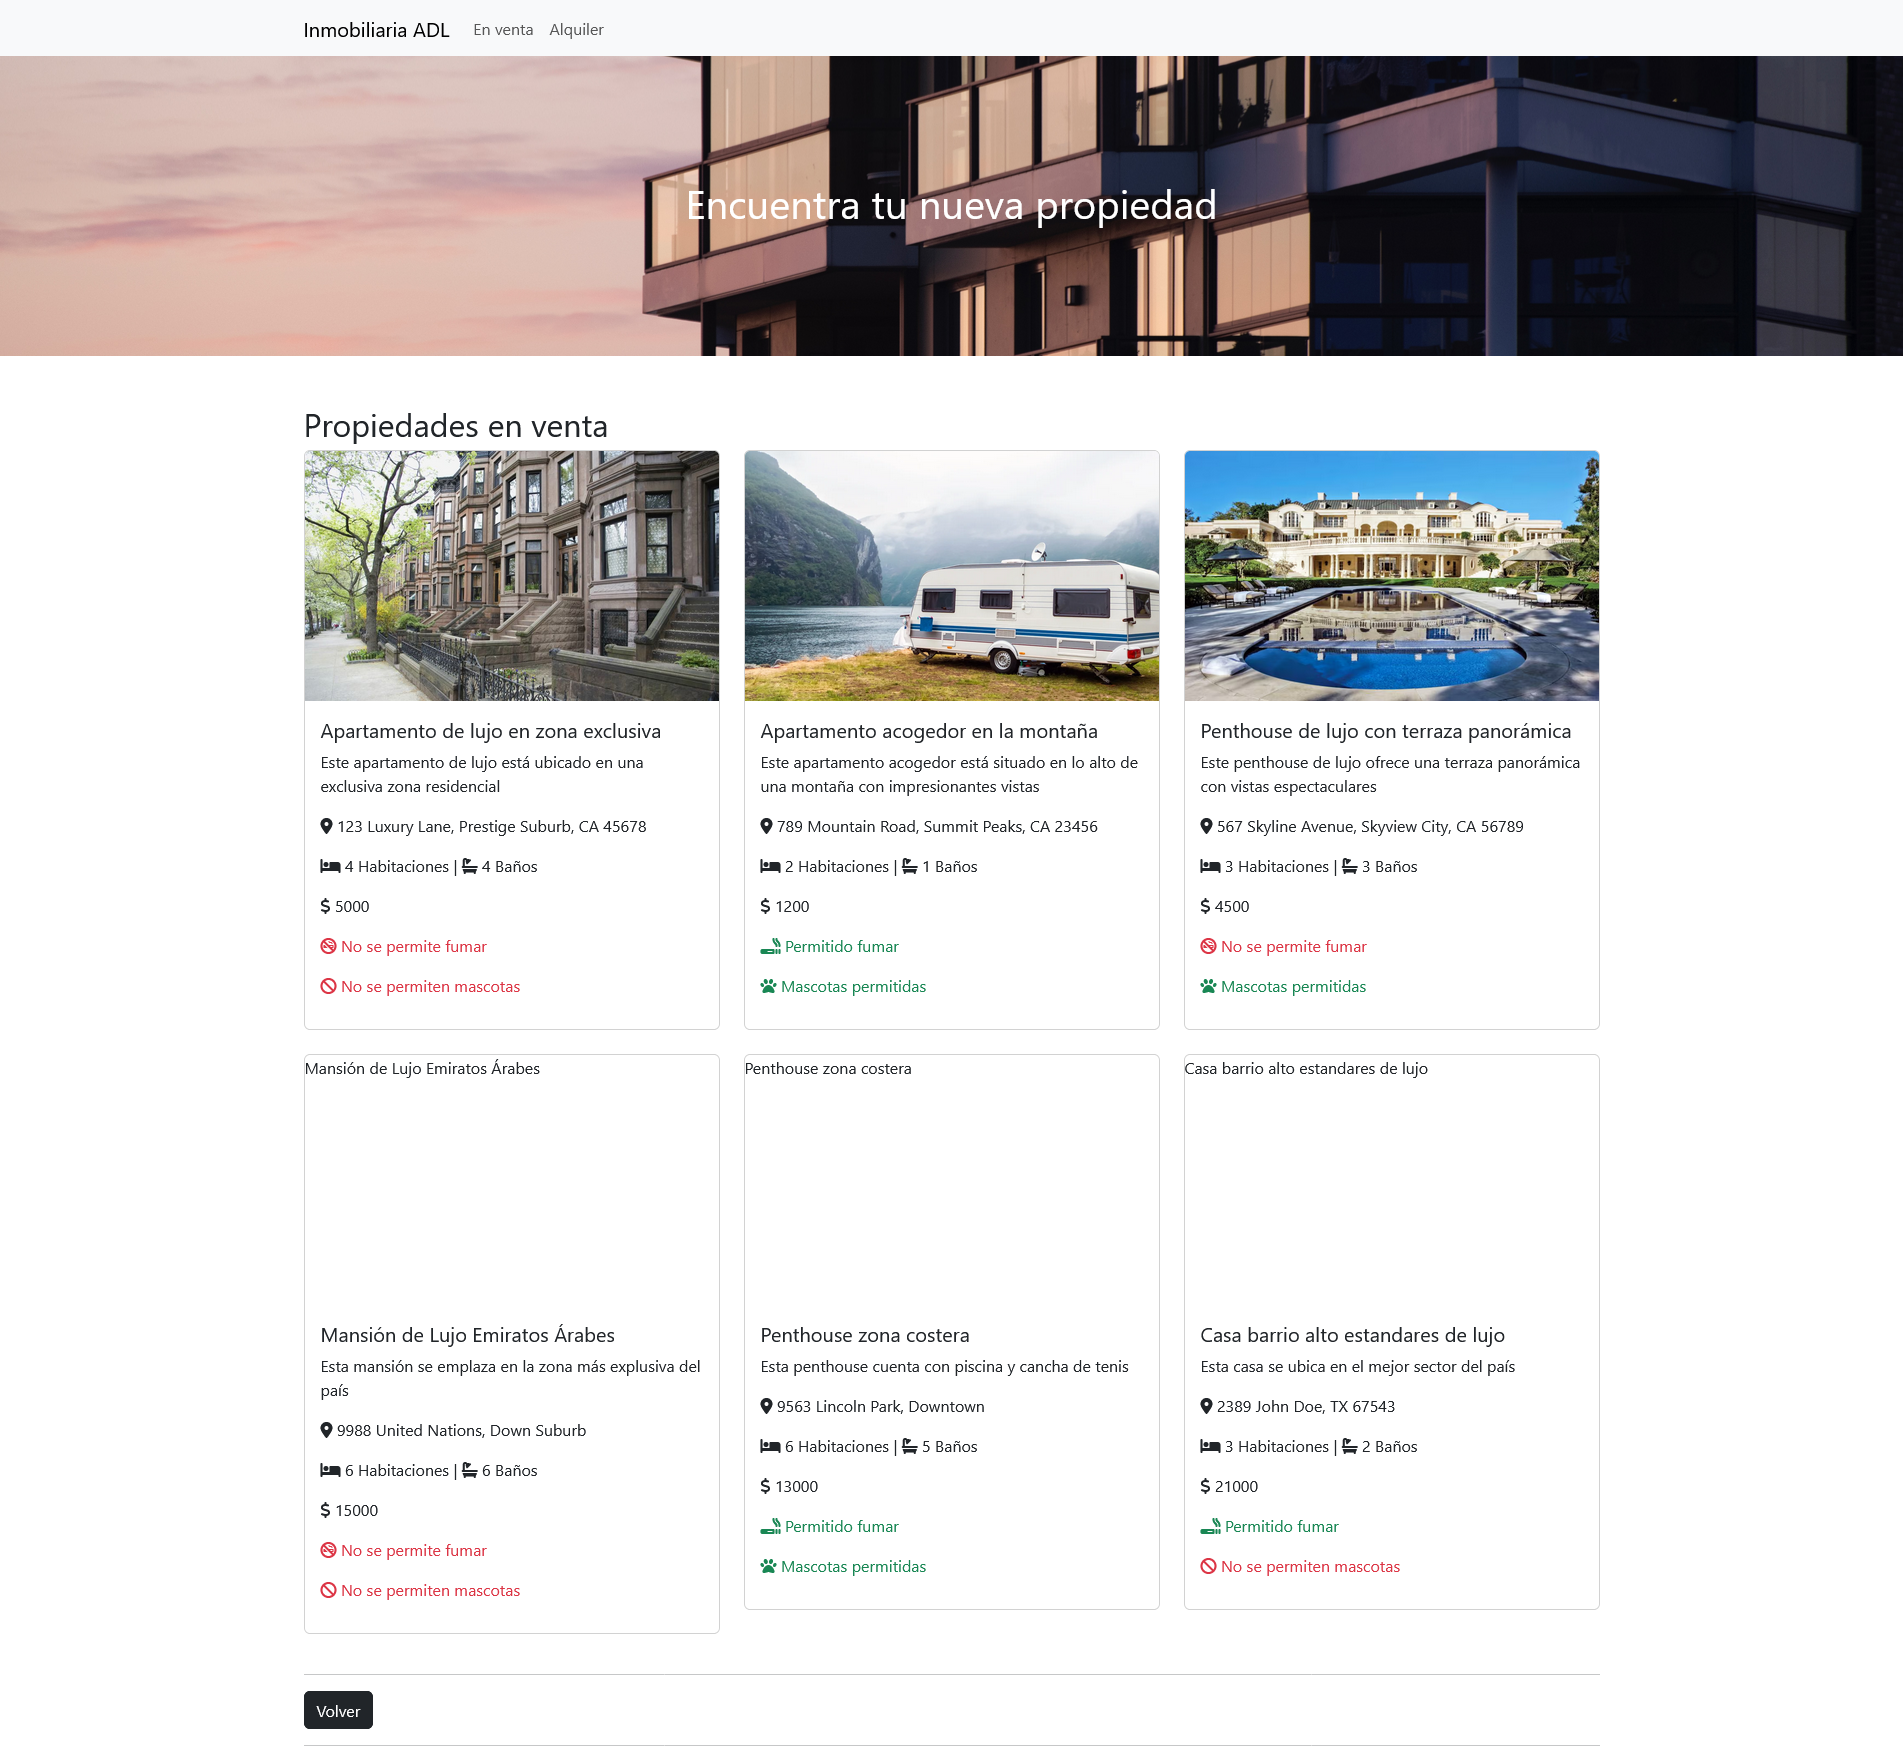 Inmobiliaria ADL En venta Alquiler
Encuentra tu nueva propiedad
Propiedades en venta
Apartamento de lujo en zona exclusiva
Este apartamento de lujo está ubicado en una
exclusiva zona residencial
123 Luxury Lane, Prestige Suburb, CA 45678
4 Habitaciones | 4 Baños
$ 5000
No se permite fumar
No se permiten mascotas
Apartamento acogedor en la montaña
Este apartamento acogedor está situado en lo alto de
una montaña con impresionantes vistas
789 Mountain Road, Summit Peaks, CA 23456
2 Habitaciones | 1 Baños
$ 1200
Permitido fumar
Mascotas permitidas
Penthouse de lujo con terraza panorámica
Este penthouse de lujo ofrece una terraza panorámica
con vistas espectaculares
567 Skyline Avenue, Skyview City, CA 56789
3 Habitaciones | 3 Baños
$ 4500
No se permite fumar
Mascotas permitidas
Mansión de Lujo Emiratos Árabes
Mansión de Lujo Emiratos Árabes
Esta mansión se emplaza en la zona más explusiva del
país
9988 United Nations, Down Suburb
6 Habitaciones | 6 Baños
$ 15000
No se permite fumar
No se permiten mascotas
Penthouse zona costera
Penthouse zona costera
Esta penthouse cuenta con piscina y cancha de tenis
9563 Lincoln Park, Downtown
6 Habitaciones | 5 Baños
$ 13000
Permitido fumar
Mascotas permitidas
Casa barrio alto estandares de lujo
Casa barrio alto estandares de lujo
Esta casa se ubica en el mejor sector del país
2389 John Doe, TX 67543
3 Habitaciones | 2 Baños
$ 21000
Permitido fumar
No se permiten mascotas
Volver